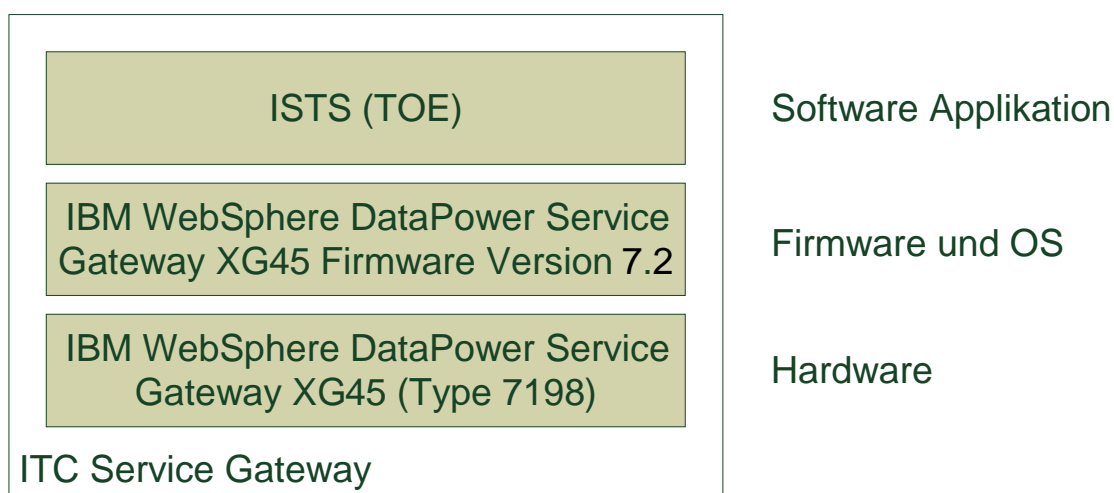 ISTS (TOE)
Software Applikation
IBM WebSphere DataPower Service
Gateway XG45 Firmware Version 7.2
Firmware und OS
IBM WebSphere DataPower Service
Gateway XG45 (Type 7198)
Hardware
ITC Service Gateway